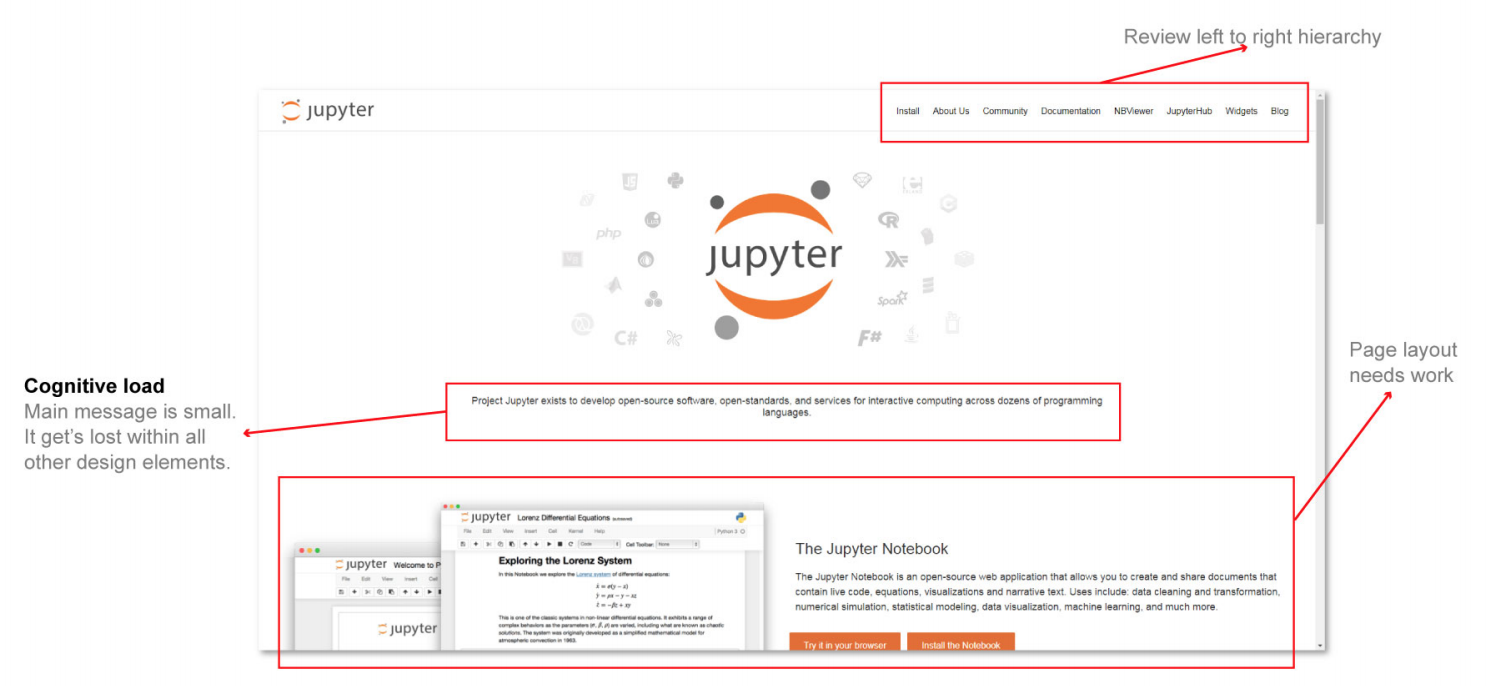 Review left to right hierarchy
jupyter
Install About Us Community Documentation NBViewer JupyterHub Widgets Blog
JS
php
lua
R
VB
jupyter
Spark
C#
F#
Page layout
needs work
Cognitive load
Main message is small.
It get's lost within all
other design elements.
Project Jupyter exists to develop open-source software, open-standards, and services for interactive computing across dozens of programming
languages.
jupyter Lorenz Differential Equations (autosaved)
File Edit View Insert Cell Kernel Help Python 3
Code Cell Toolbar: None
Exploring the Lorenz System
In this Notebook we explore the Lorenz system of differential equations:
ẋ = σ(y − x)
ẏ = ρx − y − xz
ż = −βz + xy
This is one of the classic systems in non-linear differential equations. It exhibits a range of
complex behaviors as the parameters (σ, β, ρ) are varied, including what are known as chaotic
solutions. The system was originally developed as a simplified mathematical model for
atmospheric convection in 1963.
jupyter Welcome to P
File Edit View Insert Cell
jupyter
The Jupyter Notebook
The Jupyter Notebook is an open-source web application that allows you to create and share documents that
contain live code, equations, visualizations and narrative text. Uses include: data cleaning and transformation,
numerical simulation, statistical modeling, data visualization, machine learning, and much more.
Try it in your browser Install the Notebook